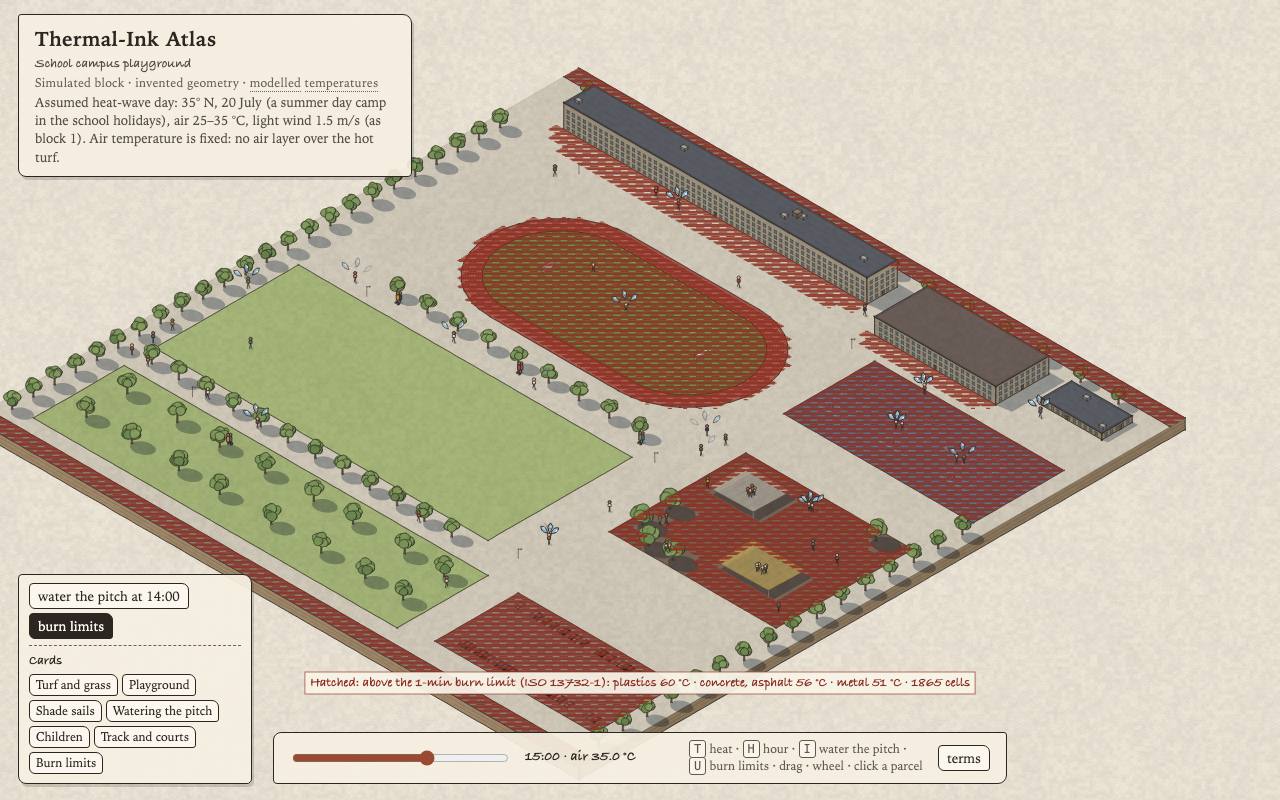 Thermal-Ink Atlas
School campus playground
Simulated block · invented geometry · modelled temperatures
Assumed heat-wave day: 35° N, 20 July (a summer day camp
in the school holidays), air 25–35 °C, light wind 1.5 m/s (as
block 1). Air temperature is fixed: no air layer over the hot
turf.
water the pitch at 14:00
burn limits
Cards
Turf and grass
Playground
Shade sails
Watering the pitch
Children
Track and courts
Burn limits
Hatched: above the 1-min burn limit (ISO 13732-1): plastics 60 °C · concrete, asphalt 56 °C · metal 51 °C · 1865 cells
15:00 · air 35.0 °C
T heat · H hour · I water the pitch ·
U burn limits · drag · wheel · click a parcel
terms